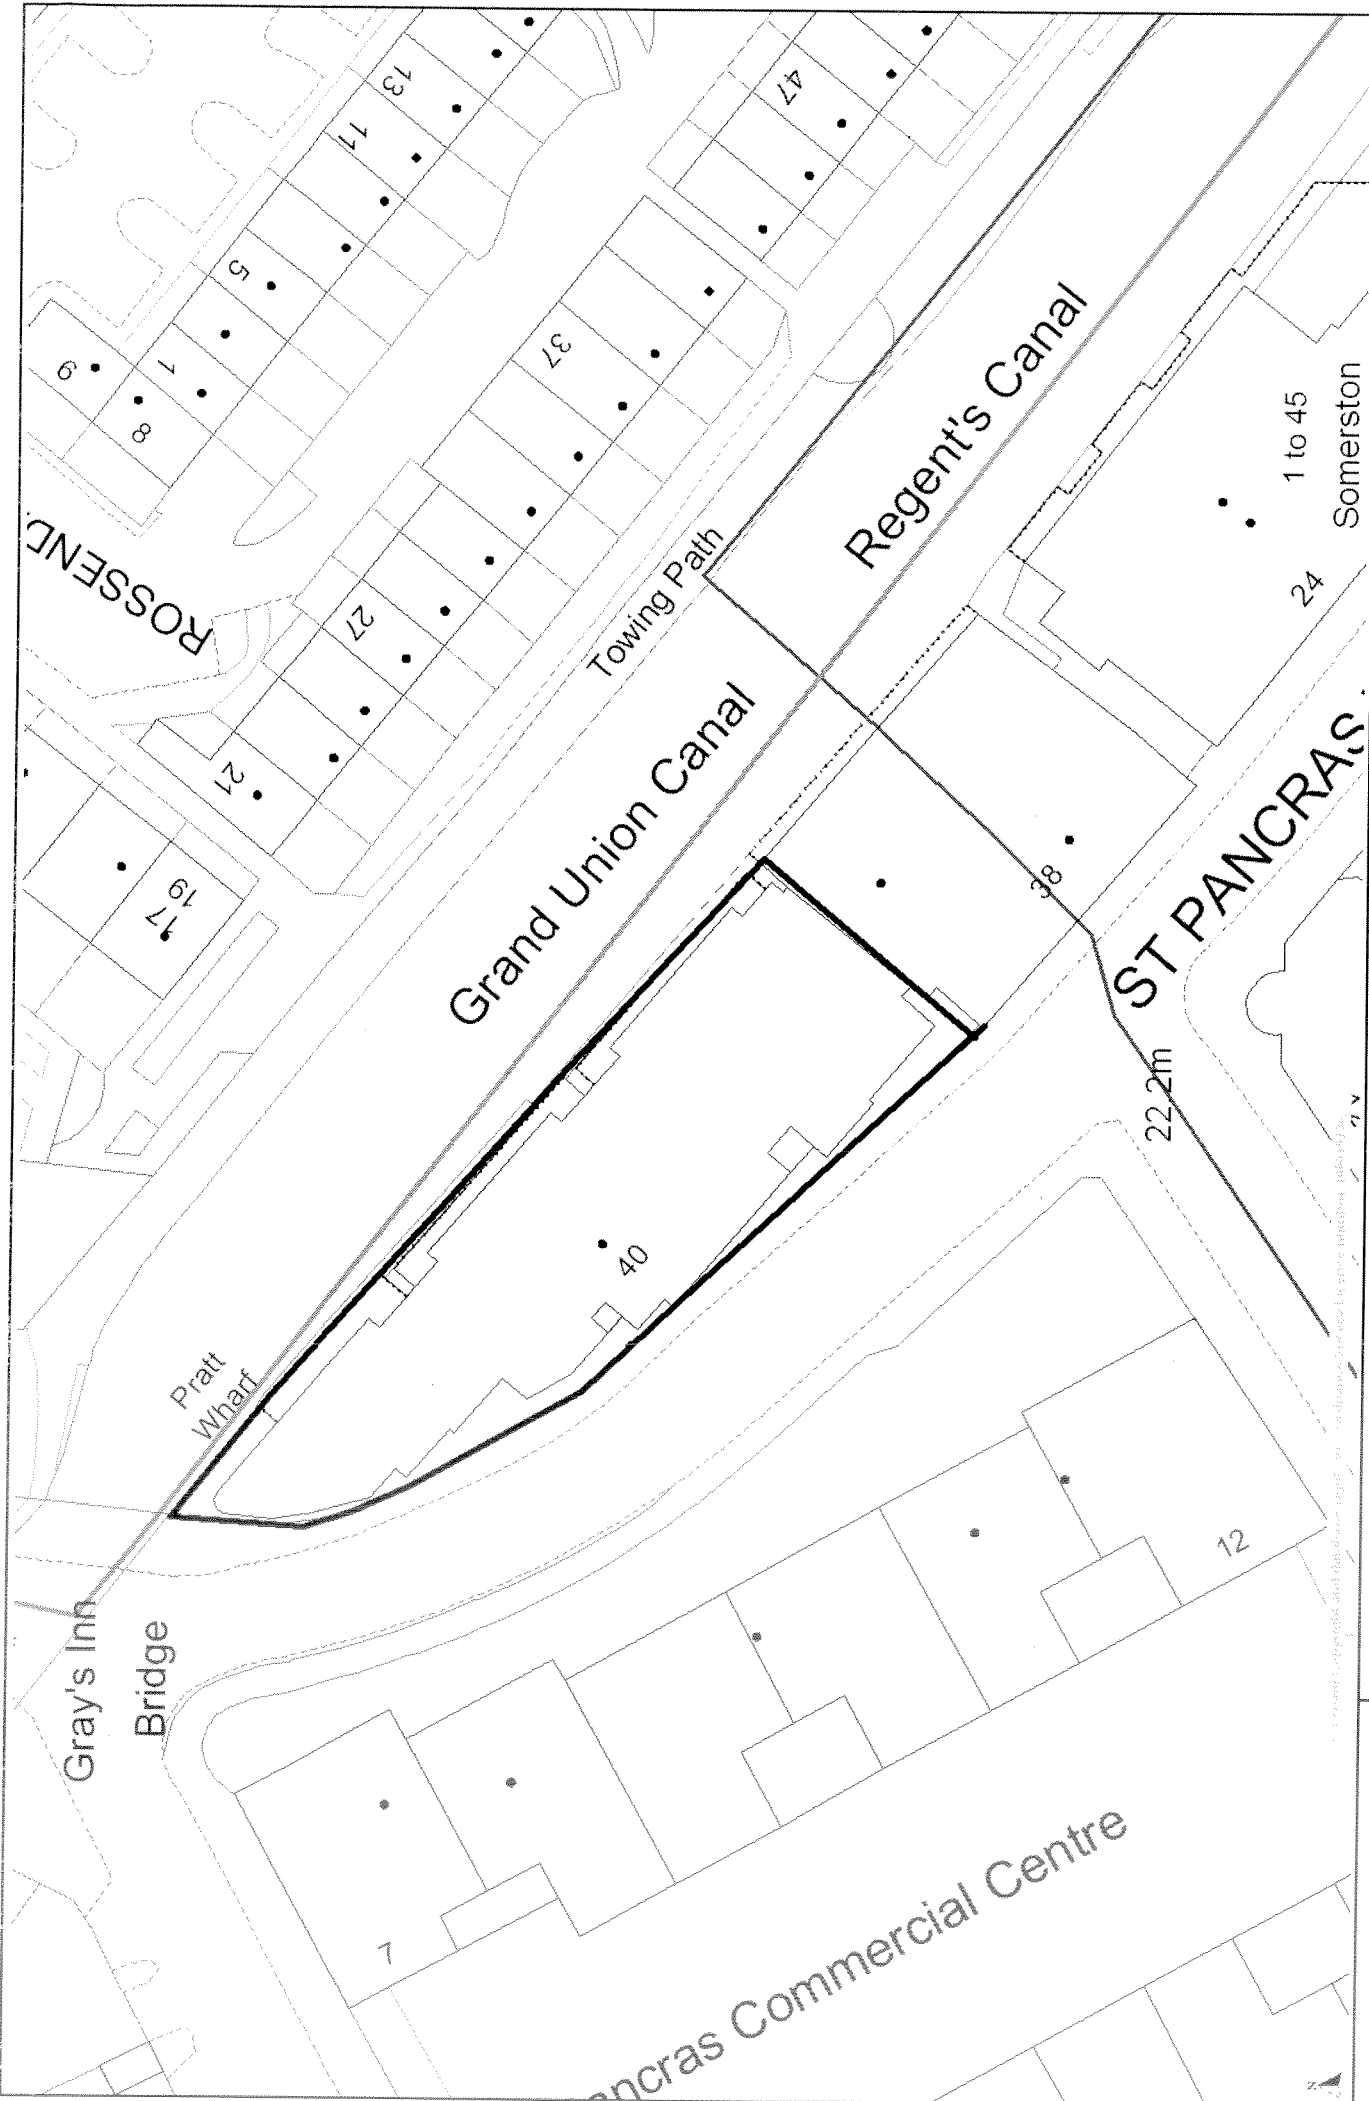 13
11
5
1
9
8
47
37
27
21
17
19
ROSSEND
Towing Path
Regent's Canal
Grand Union Canal
1 to 45
Somerston
24
38
ST PANCRAS
22.2m
40
Pratt
Wharf
Gray's Inn
Bridge
12
7
ancras Commercial Centre
N